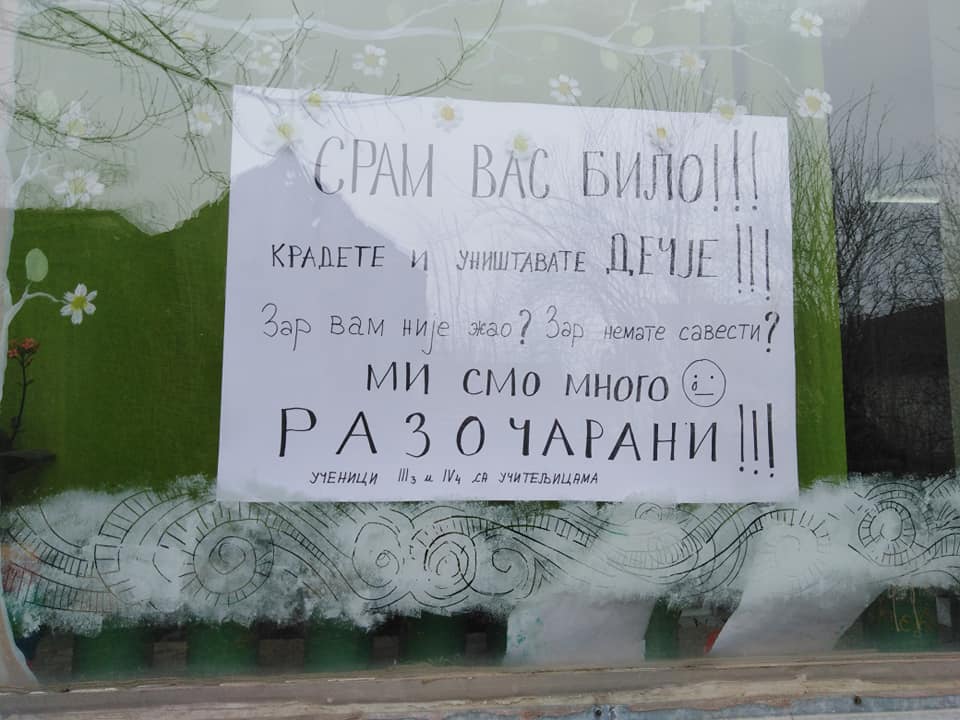 СРАМ ВАС БИЛО!!!
КРАДЕТЕ И УНИШТАВАТЕ ДЕЧЈЕ!!!
Зар вам није жао? Зар немате савести?
МИ СМО МНОГО
РАЗОЧАРАНИ!!!
УЧЕНИЦИ III3 и IV4 СА УЧИТЕЉИЦАМА